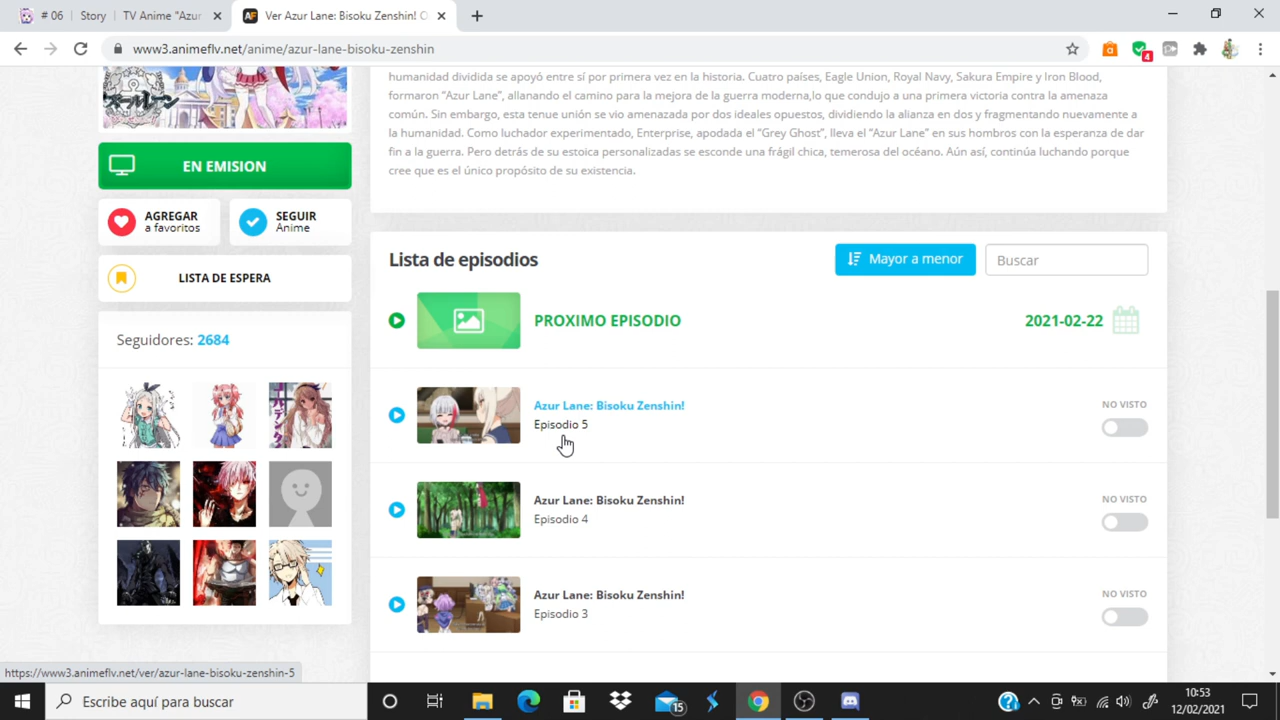 # 06 | Story | TV Anime "Azur
Ver Azur Lane: Bisoku Zenshin! O
www3.animeflv.net/anime/azur-lane-bisoku-zenshin
4
humanidad dividida se apoyó entre sí por primera vez en la historia. Cuatro países, Eagle Union, Royal Navy, Sakura Empire y Iron Blood,
formaron “Azur Lane”, allanando el camino para la mejora de la guerra moderna,lo que condujo a una primera victoria contra la amenaza
común. Sin embargo, esta tenue unión se vio amenazada por dos ideales opuestos, dividiendo la alianza en dos y fragmentando nuevamente a
la humanidad. Como luchador experimentado, Enterprise, apodada el “Grey Ghost”, lleva el “Azur Lane” en sus hombros con la esperanza de dar
fin a la guerra. Pero detrás de su estoica personalizadas se esconde una frágil chica, temerosa del océano. Aún así, continúa luchando porque
cree que es el único propósito de su existencia.
アズールレーン
EN EMISION
AGREGAR
a favoritos
SEGUIR
Anime
LISTA DE ESPERA
Seguidores: 2684
Lista de episodios
Mayor a menor
Buscar
PROXIMO EPISODIO
2021-02-22
Azur Lane: Bisoku Zenshin!
Episodio 5
NO VISTO
Azur Lane: Bisoku Zenshin!
Episodio 4
NO VISTO
Azur Lane: Bisoku Zenshin!
Episodio 3
NO VISTO
https://www3.animeflv.net/ver/azur-lane-bisoku-zenshin-5
Escribe aquí para buscar
15
10:53
12/02/2021